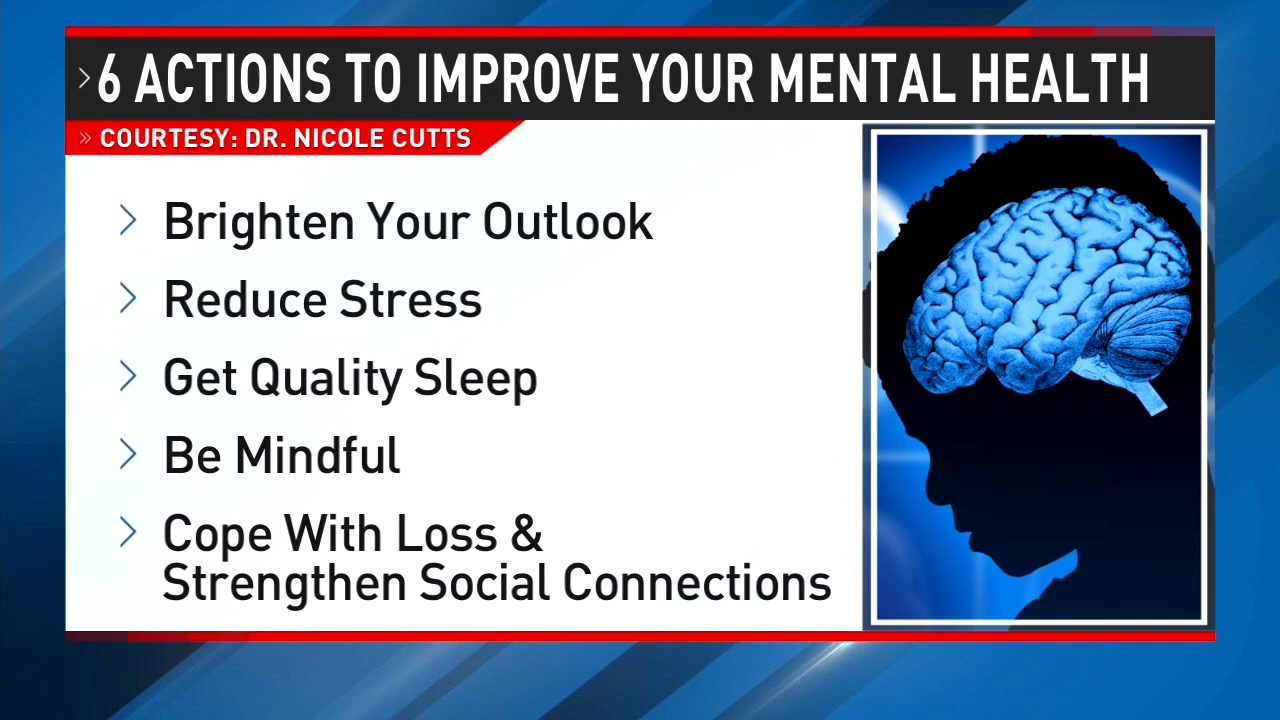 6 ACTIONS TO IMPROVE YOUR MENTAL HEALTH
COURTESY: DR. NICOLE CUTTS
Brighten Your Outlook
Reduce Stress
Get Quality Sleep
Be Mindful
Cope With Loss &
Strengthen Social Connections